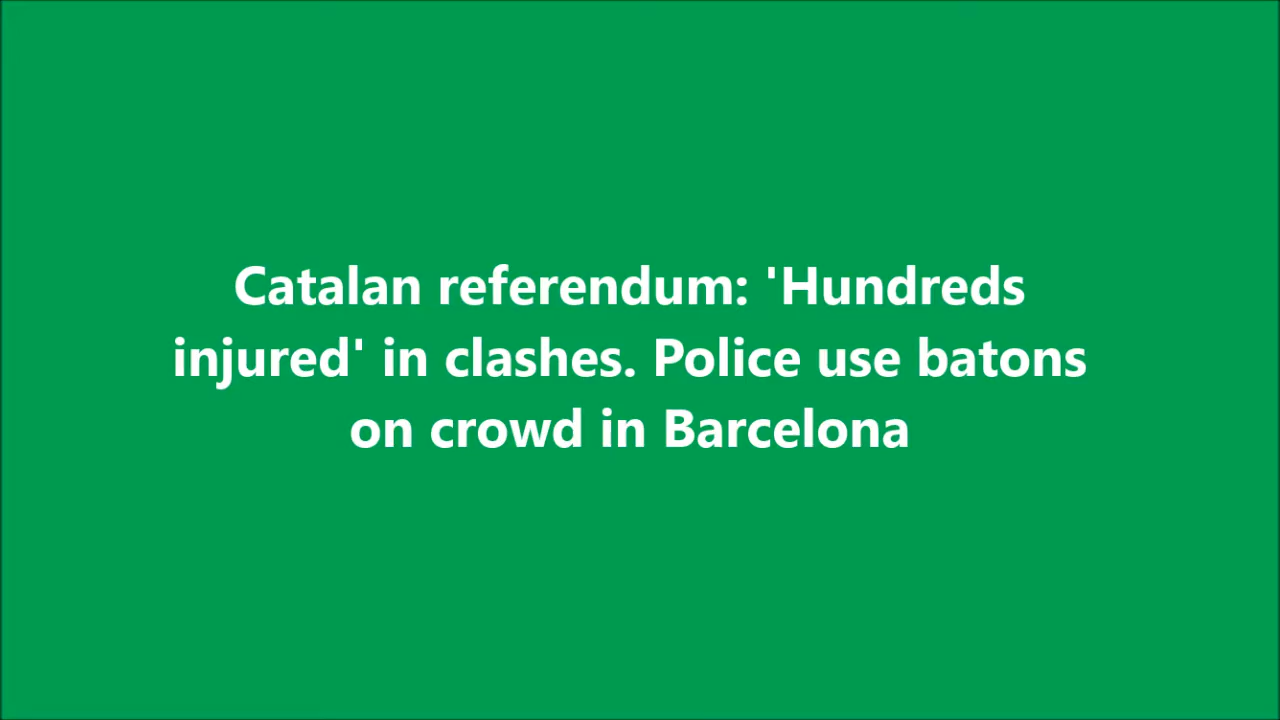 Catalan referendum: 'Hundreds
injured' in clashes. Police use batons
on crowd in Barcelona